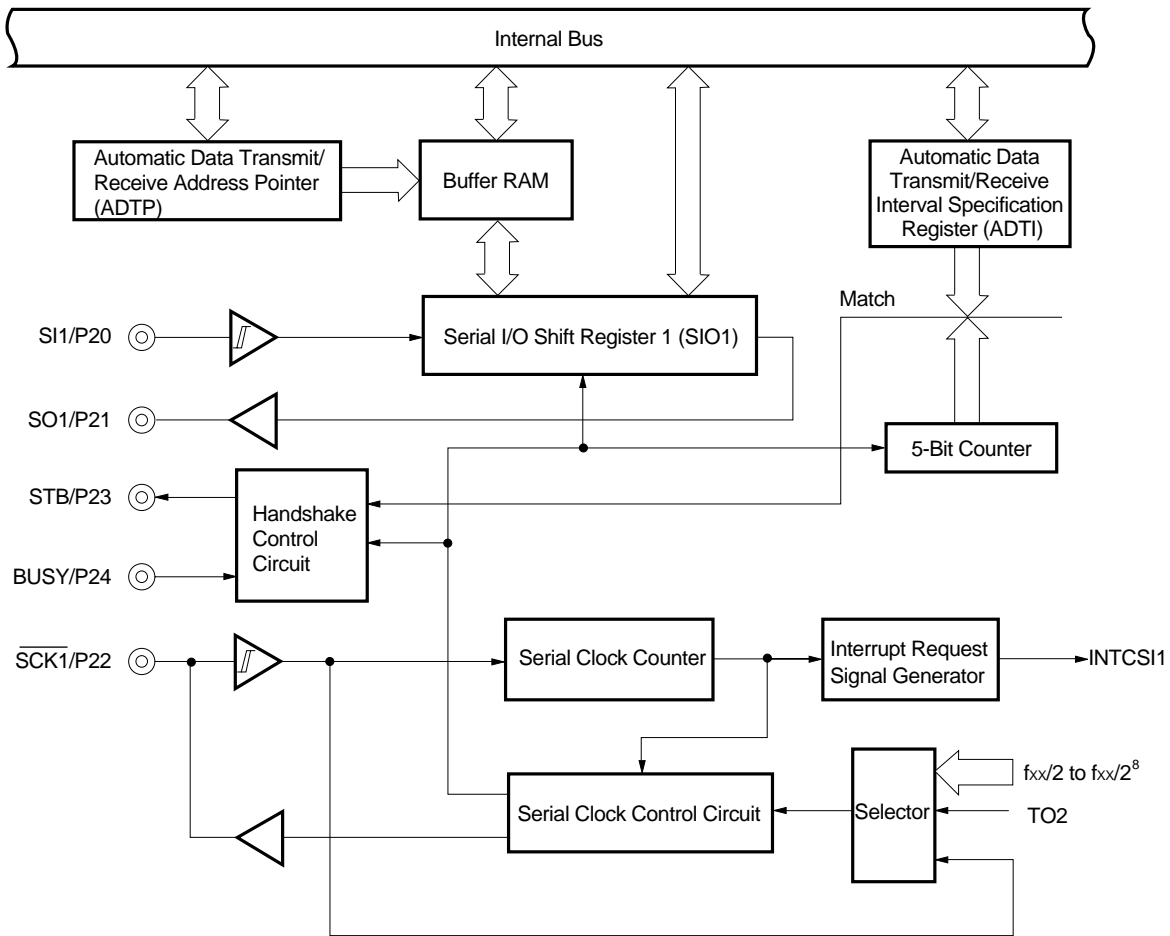 Internal Bus
Automatic Data Transmit/
Receive Address Pointer
(ADTP)
Buffer RAM
Automatic Data
Transmit/Receive
Interval Specification
Register (ADTI)
Match
SI1/P20
Serial I/O Shift Register 1 (SIO1)
SO1/P21
5-Bit Counter
STB/P23
Handshake
Control
Circuit
BUSY/P24
S̅C̅K̅1̅/P22
Serial Clock Counter
Interrupt Request
Signal Generator
INTCSI1
fxx/2 to fxx/2⁸
Serial Clock Control Circuit
Selector
TO2